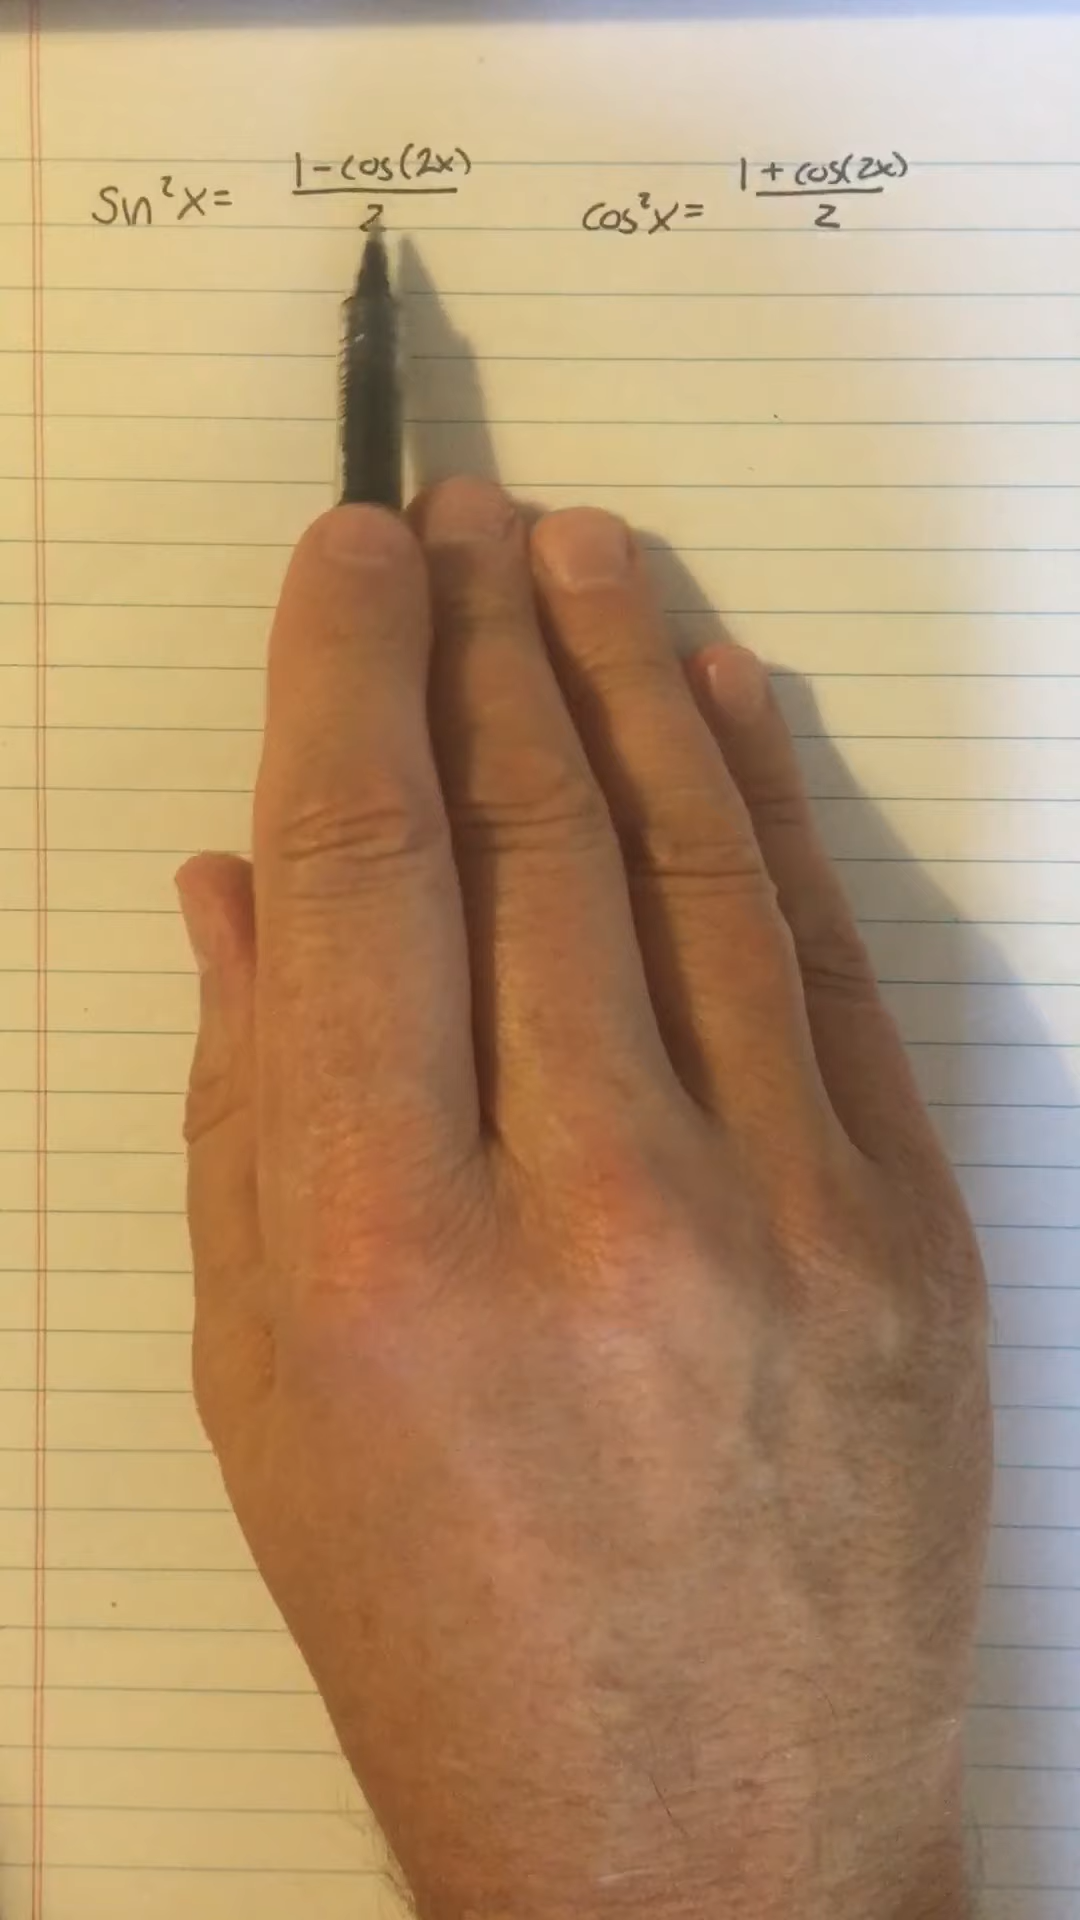 sin²x = (1 - cos(2x))/2
cos²x = (1 + cos(2x))/2